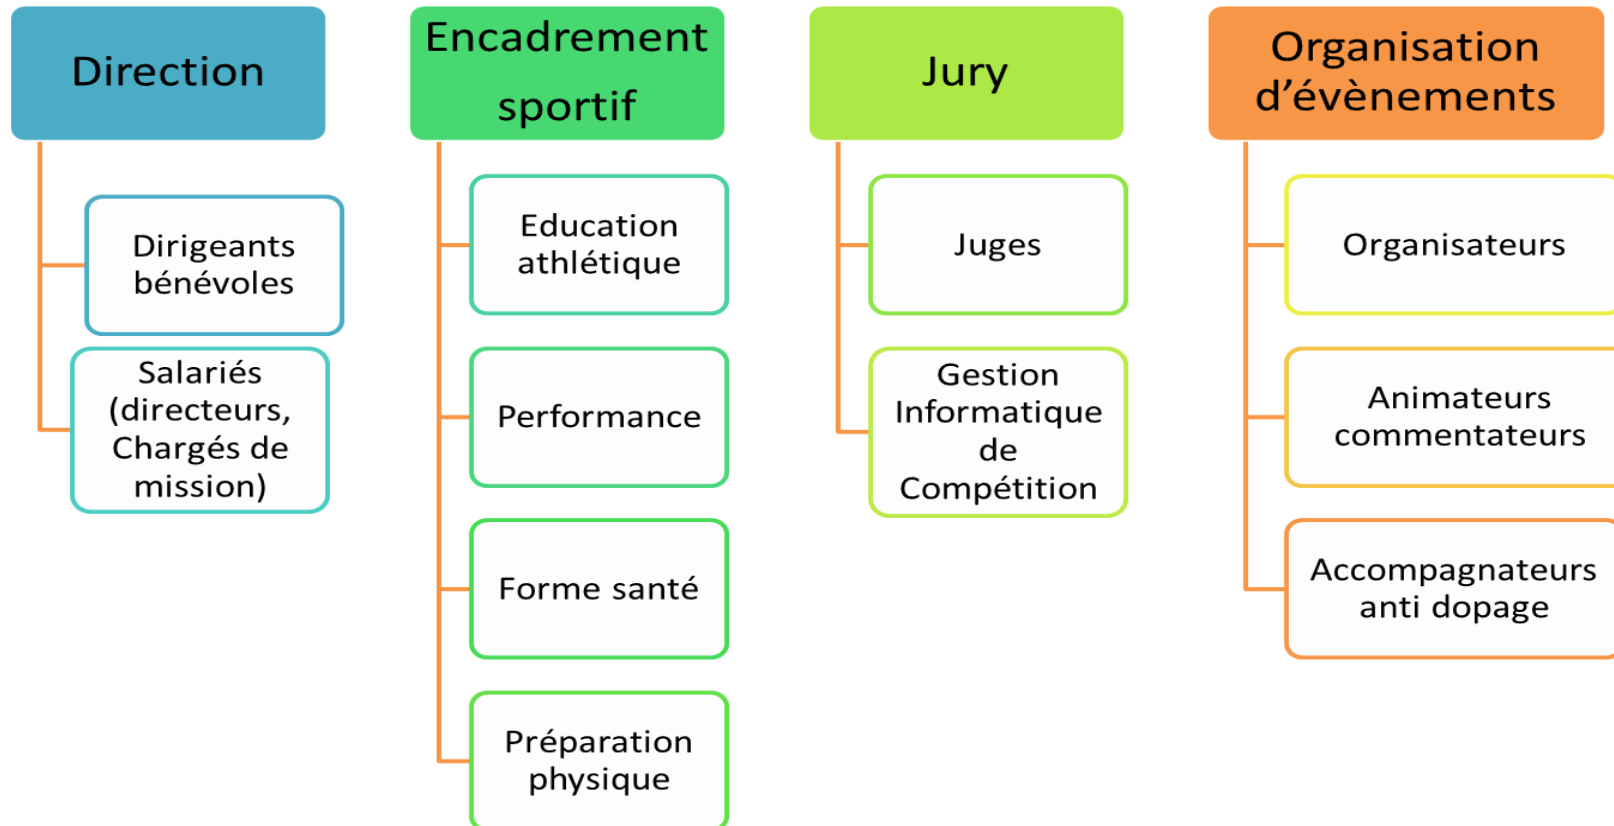 Direction
Dirigeants
bénévoles
Salariés
(directeurs,
Chargés de
mission)
Encadrement
sportif
Education
athlétique
Performance
Forme santé
Préparation
physique
Jury
Juges
Gestion
Informatique
de
Compétition
Organisation
d’évènements
Organisateurs
Animateurs
commentateurs
Accompagnateurs
anti dopage